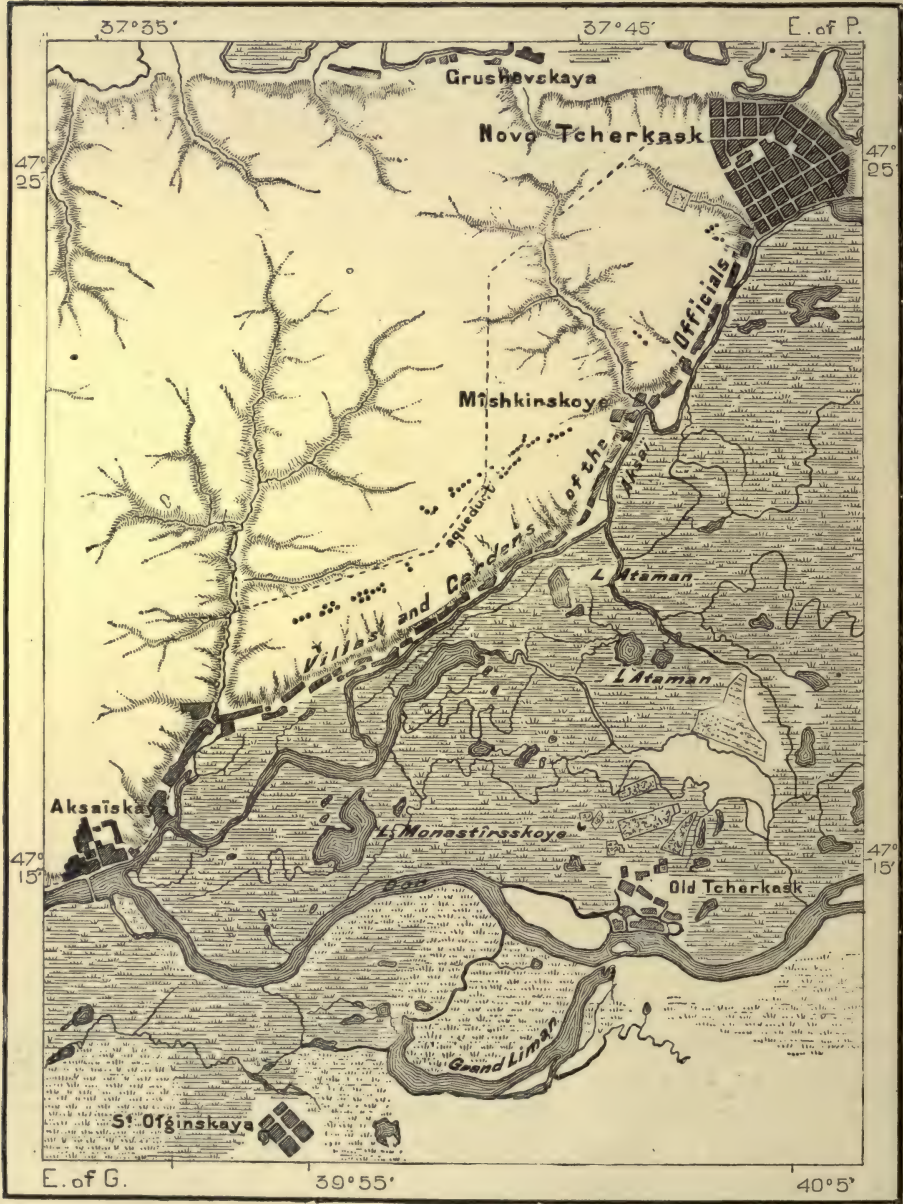 37°35′ 37°45′ E. of P.
Grushevskaya
Novo Tcherkask
47°
25′
47°
25′
Officials
Mishkinskoye
of the
Aksai
aqueduct
Villas and Gardens
L. Ataman
L. Ataman
Aksaïskaya
L. Monastirsskoye
47°
15′
47°
15′
Don
Old Tcherkask
Grand Liman
St Olginskaya
E. of G. 39°55′ 40°5′